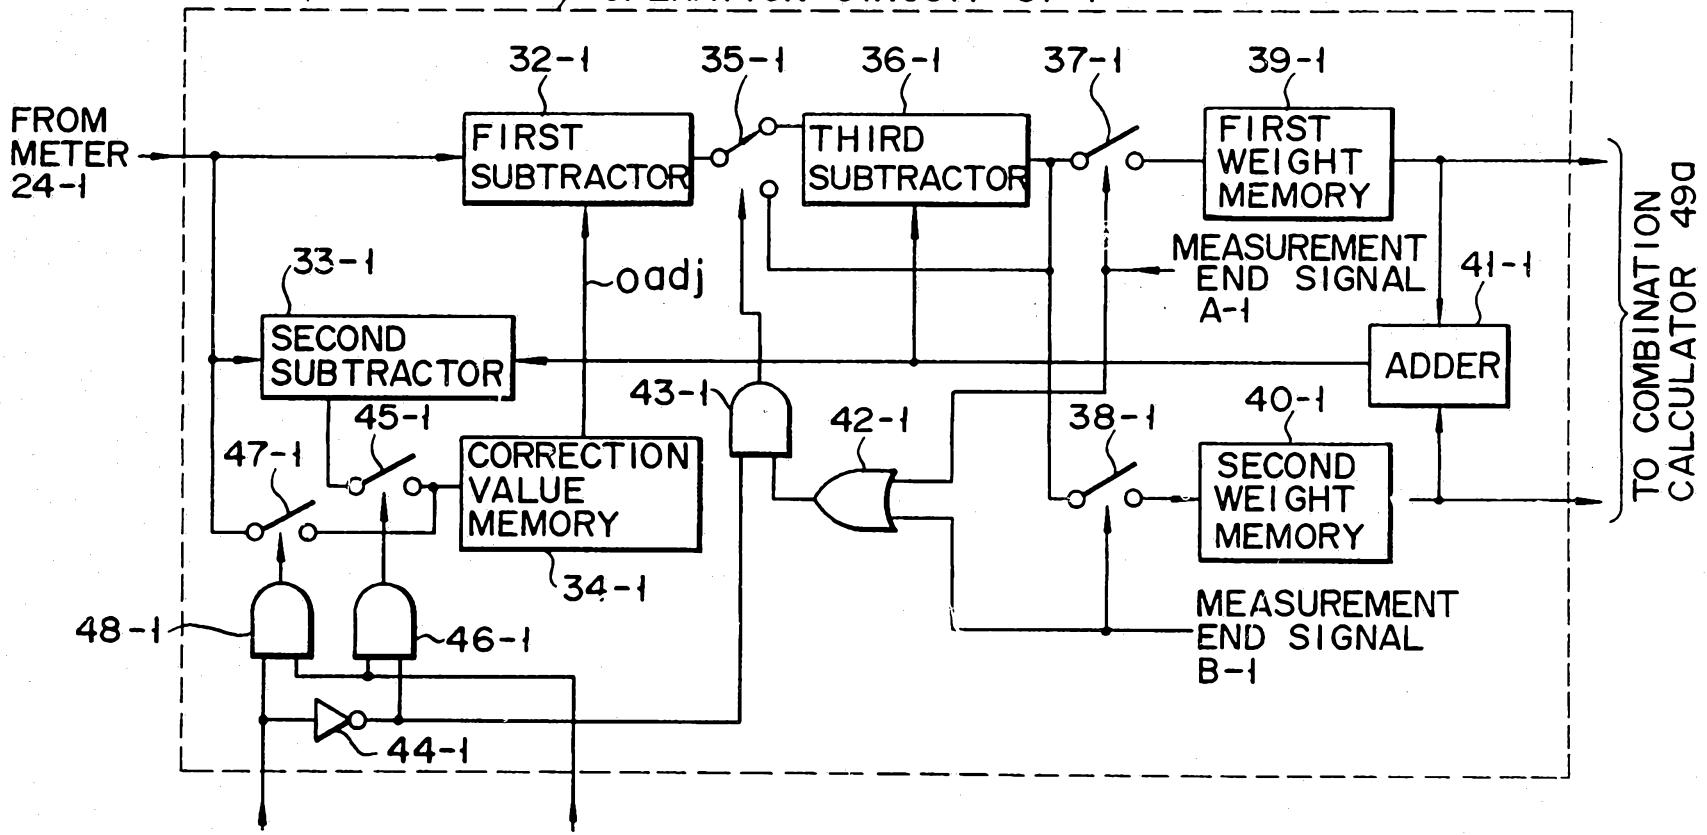 32-1
35-1
36-1
37-1
39-1
FROM
METER
24-1
FIRST
SUBTRACTOR
THIRD
SUBTRACTOR
FIRST
WEIGHT
MEMORY
MEASUREMENT
END SIGNAL
A-1
33-1
o adj
41-1
SECOND
SUBTRACTOR
ADDER
TO COMBINATION
CALCULATOR 49a
43-1
45-1
42-1
38-1
40-1
47-1
CORRECTION
VALUE
MEMORY
SECOND
WEIGHT
MEMORY
34-1
48-1
46-1
MEASUREMENT
END SIGNAL
B-1
44-1